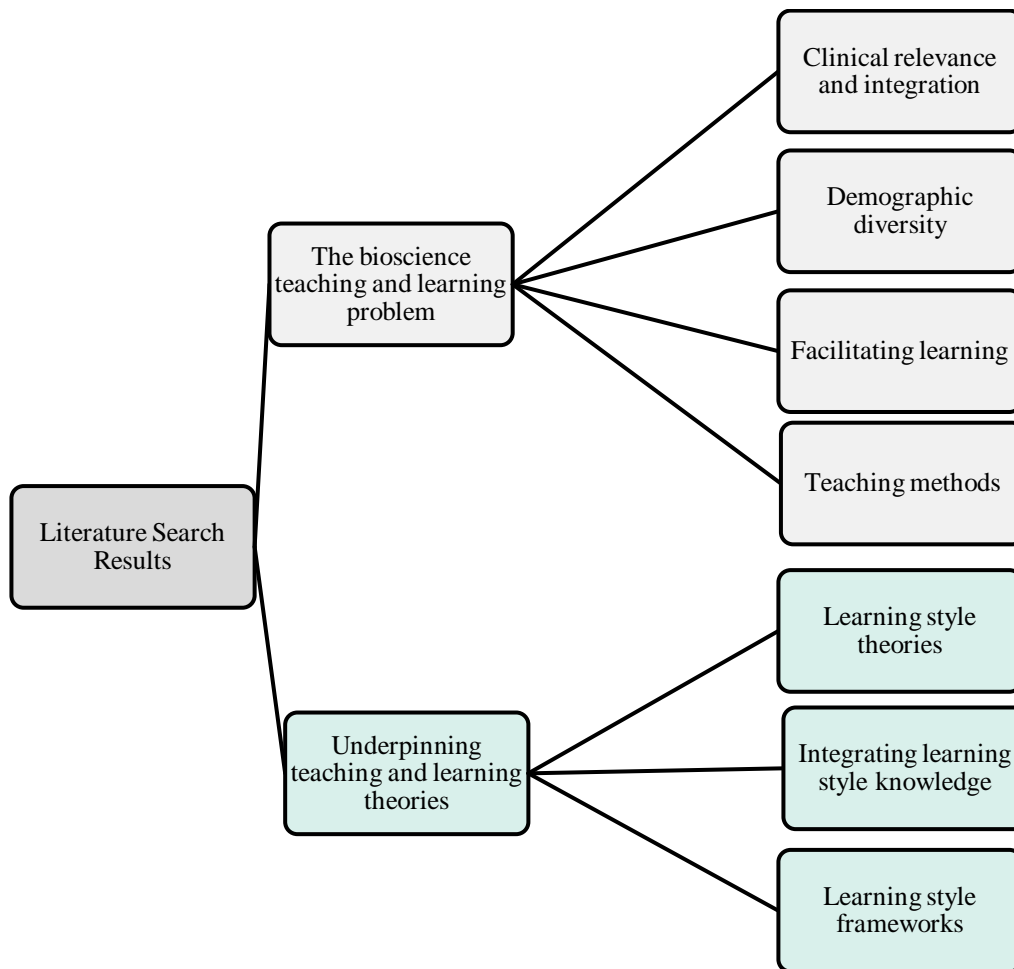 Clinical relevance
and integration
Demographic
diversity
The bioscience
teaching and learning
problem
Facilitating learning
Teaching methods
Literature Search
Results
Learning style
theories
Underpinning
teaching and learning
theories
Integrating learning
style knowledge
Learning style
frameworks